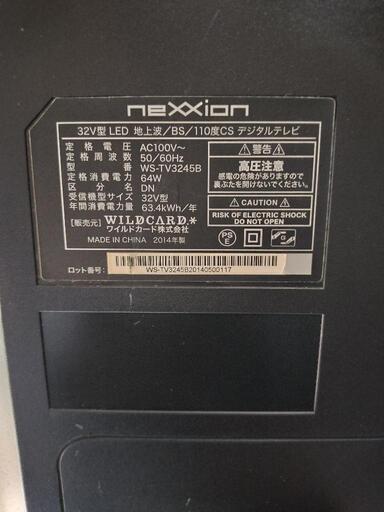 neXXion
32V型 LED 地上波/BS/110度CS デジタルテレビ
定格電圧 AC100V～
定格周波数 50/60Hz
型番 WS-TV3245B
定格消費電力 64W
区分 DN
受信機型サイズ 32V型
年間消費電力量 63.4kWh/年
[販売元] WILDCARD.*
ワイルドカード株式会社
MADE IN CHINA 2014年製
⚠警告⚠
高圧注意
感電の危険がありますので
裏ぶたを開けないでください
⚠CAUTION⚠
RISK OF ELECTRIC SHOCK
DO NOT OPEN
PSE
ロット番号: WS-TV3245B20140500117